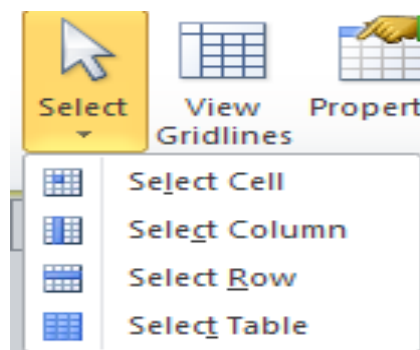 Select View Propert
Gridlines
Select Cell
Select Column
Select Row
Select Table